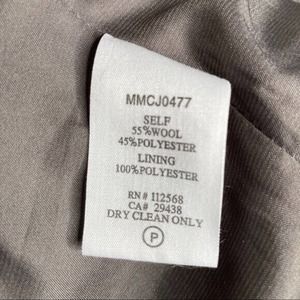 MMCJ0477
SELF
55%WOOL
45%POLYESTER
LINING
100%POLYESTER
RN# 112568
CA# 29438
DRY CLEAN ONLY
P